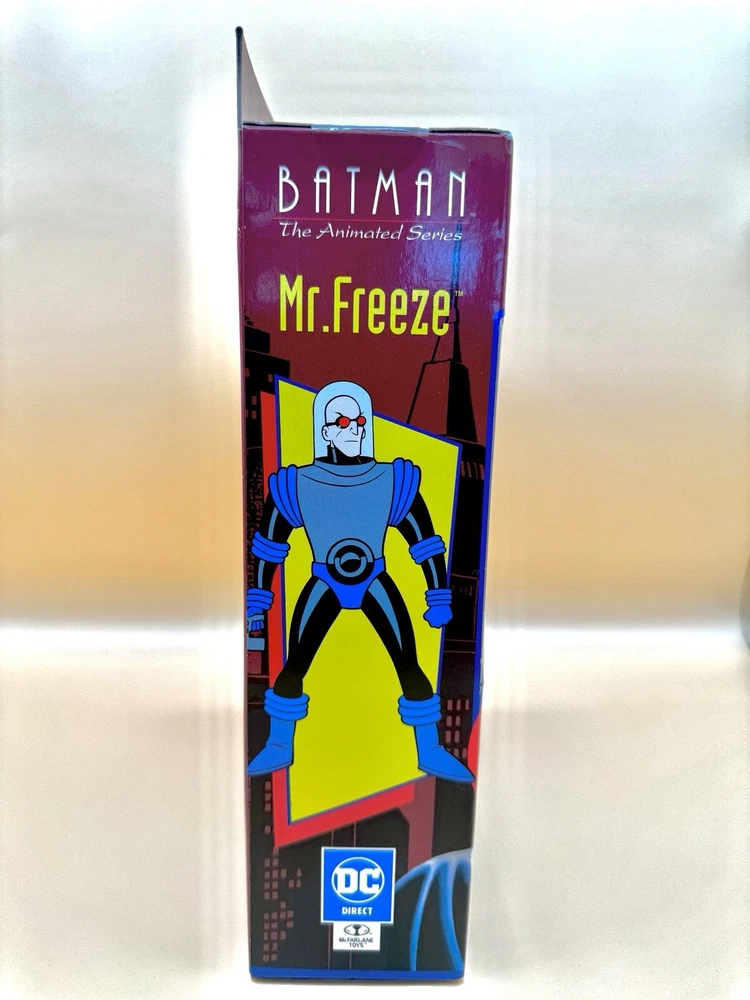 BATMAN
The Animated Series
Mr.Freeze™
DC
DIRECT
McFARLANE
TOYS